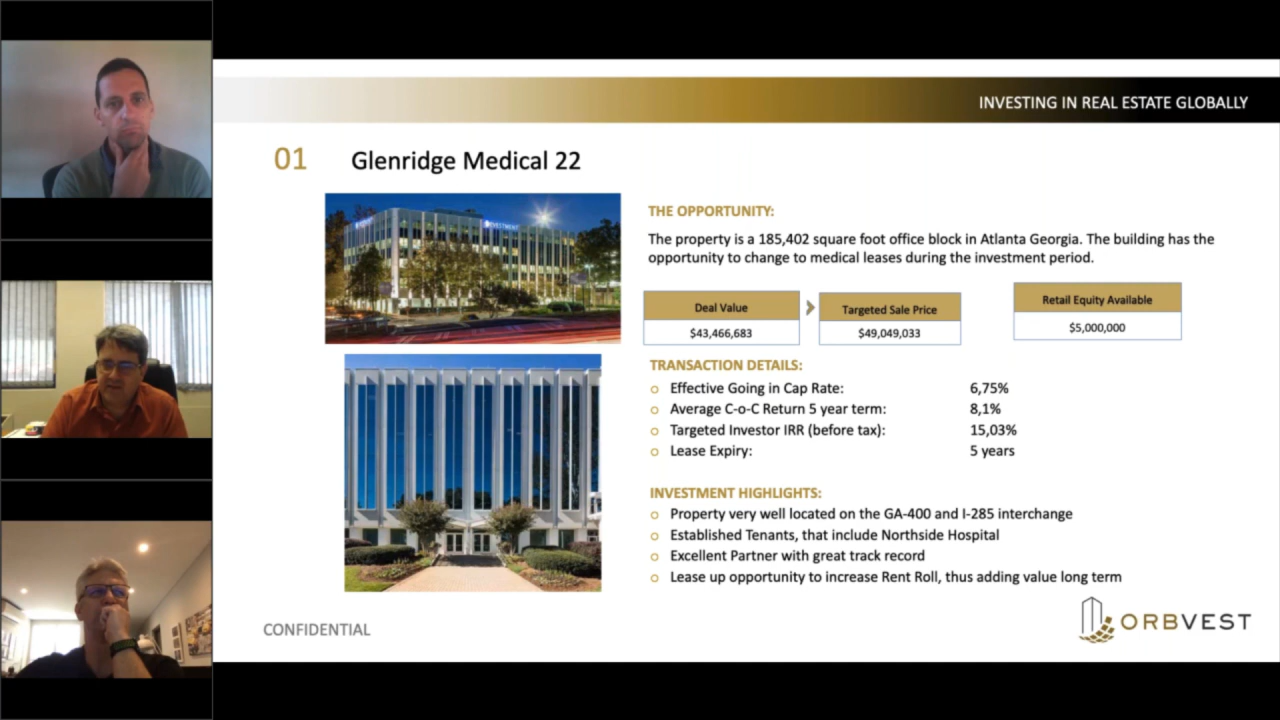 INVESTING IN REAL ESTATE GLOBALLY
01 Glenridge Medical 22
THE OPPORTUNITY:
The property is a 185,402 square foot office block in Atlanta Georgia. The building has the
opportunity to change to medical leases during the investment period.
Deal Value
$43,466,683
Targeted Sale Price
$49,049,033
Retail Equity Available
$5,000,000
TRANSACTION DETAILS:
Effective Going in Cap Rate: 6,75%
Average C-o-C Return 5 year term: 8,1%
Targeted Investor IRR (before tax): 15,03%
Lease Expiry: 5 years
INVESTMENT HIGHLIGHTS:
Property very well located on the GA-400 and I-285 interchange
Established Tenants, that include Northside Hospital
Excellent Partner with great track record
Lease up opportunity to increase Rent Roll, thus adding value long term
CONFIDENTIAL
ORBVEST